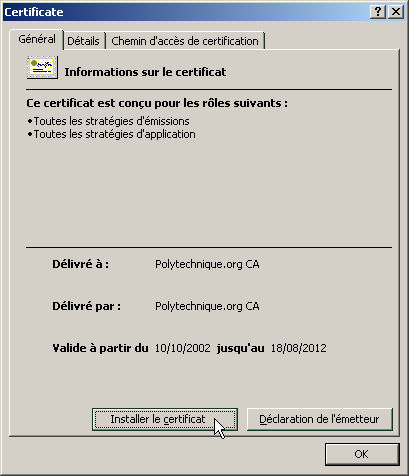 Certificate
Général Détails Chemin d'accès de certification
Informations sur le certificat
Ce certificat est conçu pour les rôles suivants :
•Toutes les stratégies d'émissions
•Toutes les stratégies d'application
Délivré à : Polytechnique.org CA
Délivré par : Polytechnique.org CA
Valide à partir du 10/10/2002 jusqu'au 18/08/2012
Installer le certificat Déclaration de l'émetteur
OK